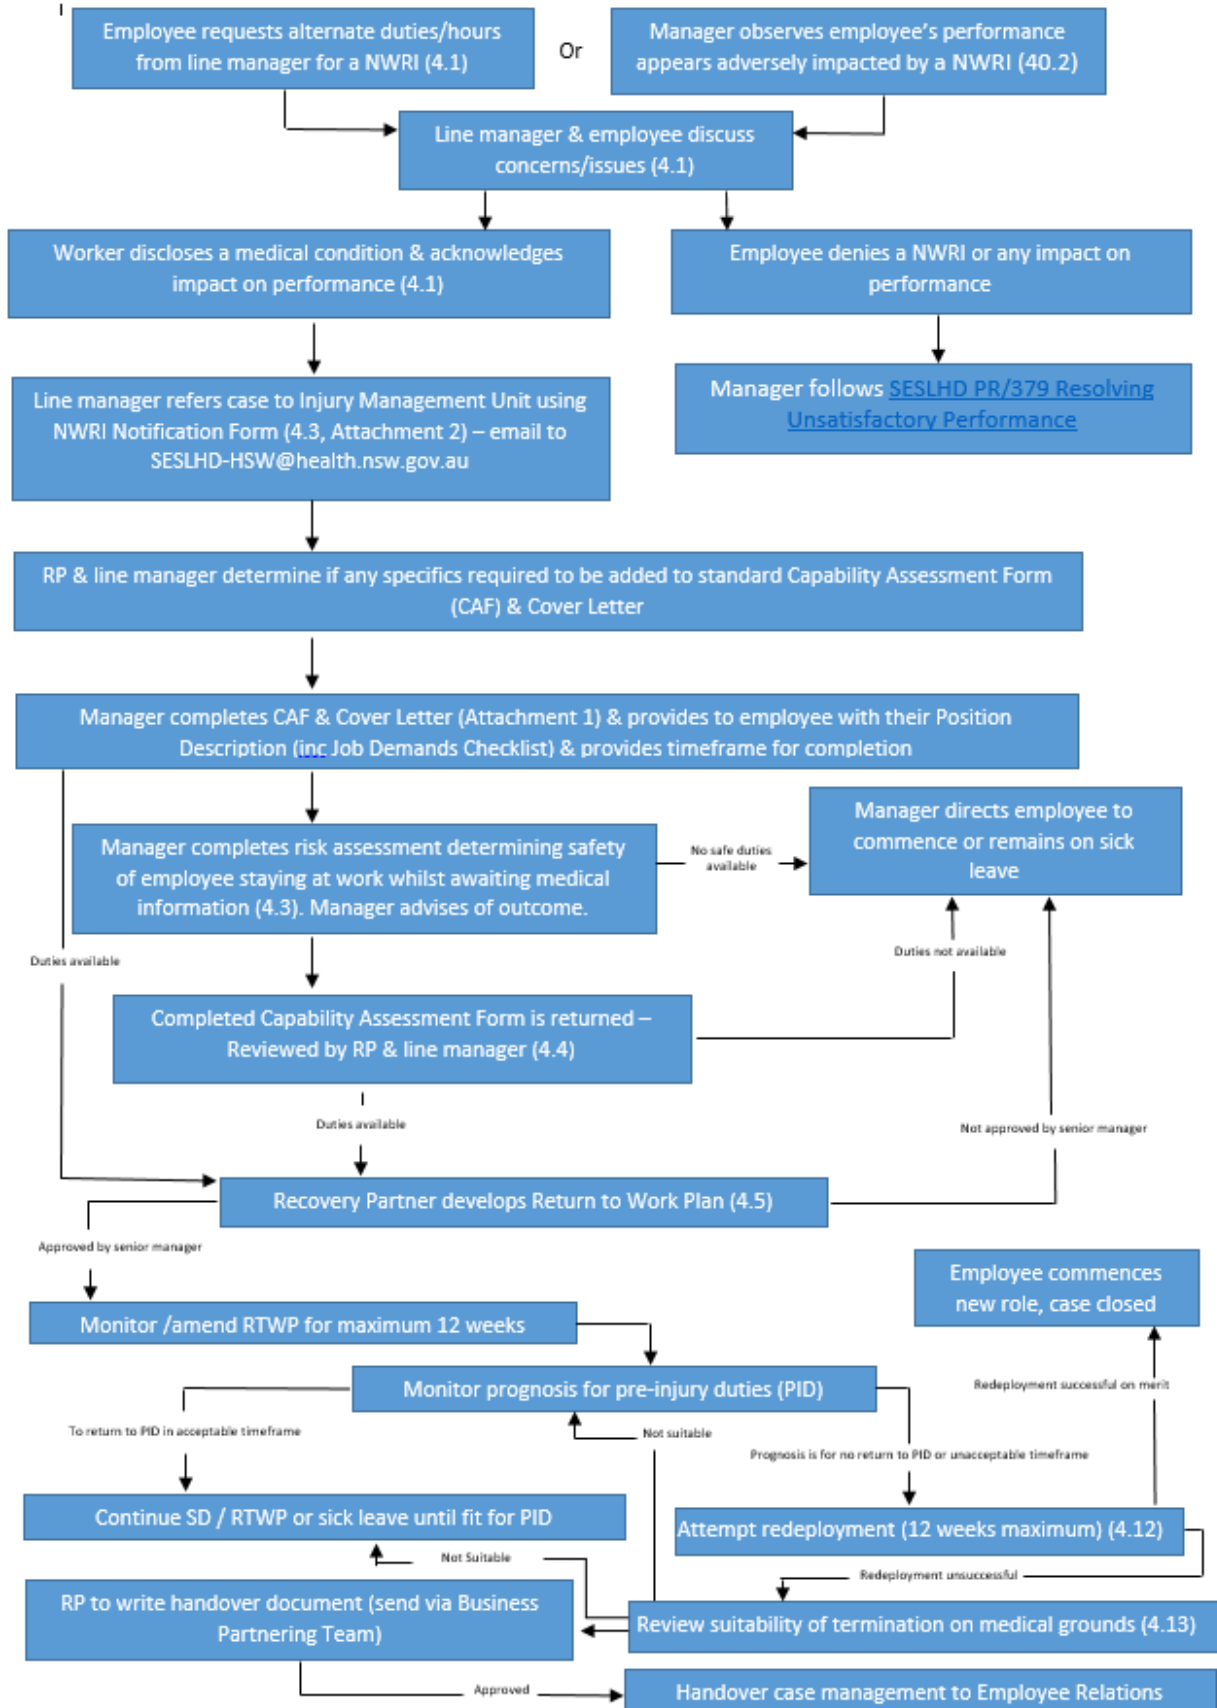 Employee requests alternate duties/hours
from line manager for a NWRI (4.1)
Or
Manager observes employee's performance
appears adversely impacted by a NWRI (40.2)
Line manager & employee discuss
concerns/issues (4.1)
Worker discloses a medical condition & acknowledges
impact on performance (4.1)
Employee denies a NWRI or any impact on
performance
Line manager refers case to Injury Management Unit using
NWRI Notification Form (4.3, Attachment 2) – email to
SESLHD-HSW@health.nsw.gov.au
Manager follows SESLHD PR/379 Resolving
Unsatisfactory Performance
RP & line manager determine if any specifics required to be added to standard Capability Assessment Form
(CAF) & Cover Letter
Manager completes CAF & Cover Letter (Attachment 1) & provides to employee with their Position
Description (inc Job Demands Checklist) & provides timeframe for completion
Manager completes risk assessment determining safety
of employee staying at work whilst awaiting medical
information (4.3). Manager advises of outcome.
No safe duties
available
Manager directs employee to
commence or remains on sick
leave
Duties available
Duties not available
Completed Capability Assessment Form is returned –
Reviewed by RP & line manager (4.4)
Duties available
Not approved by senior manager
Recovery Partner develops Return to Work Plan (4.5)
Approved by senior manager
Employee commences
new role, case closed
Monitor /amend RTWP for maximum 12 weeks
Monitor prognosis for pre-injury duties (PID)
Redeployment successful on merit
To return to PID in acceptable timeframe
Not suitable
Prognosis is for no return to PID or unacceptable timeframe
Continue SD / RTWP or sick leave until fit for PID
Attempt redeployment (12 weeks maximum) (4.12)
Not Suitable
Redeployment unsuccessful
RP to write handover document (send via Business
Partnering Team)
Review suitability of termination on medical grounds (4.13)
Approved
Handover case management to Employee Relations